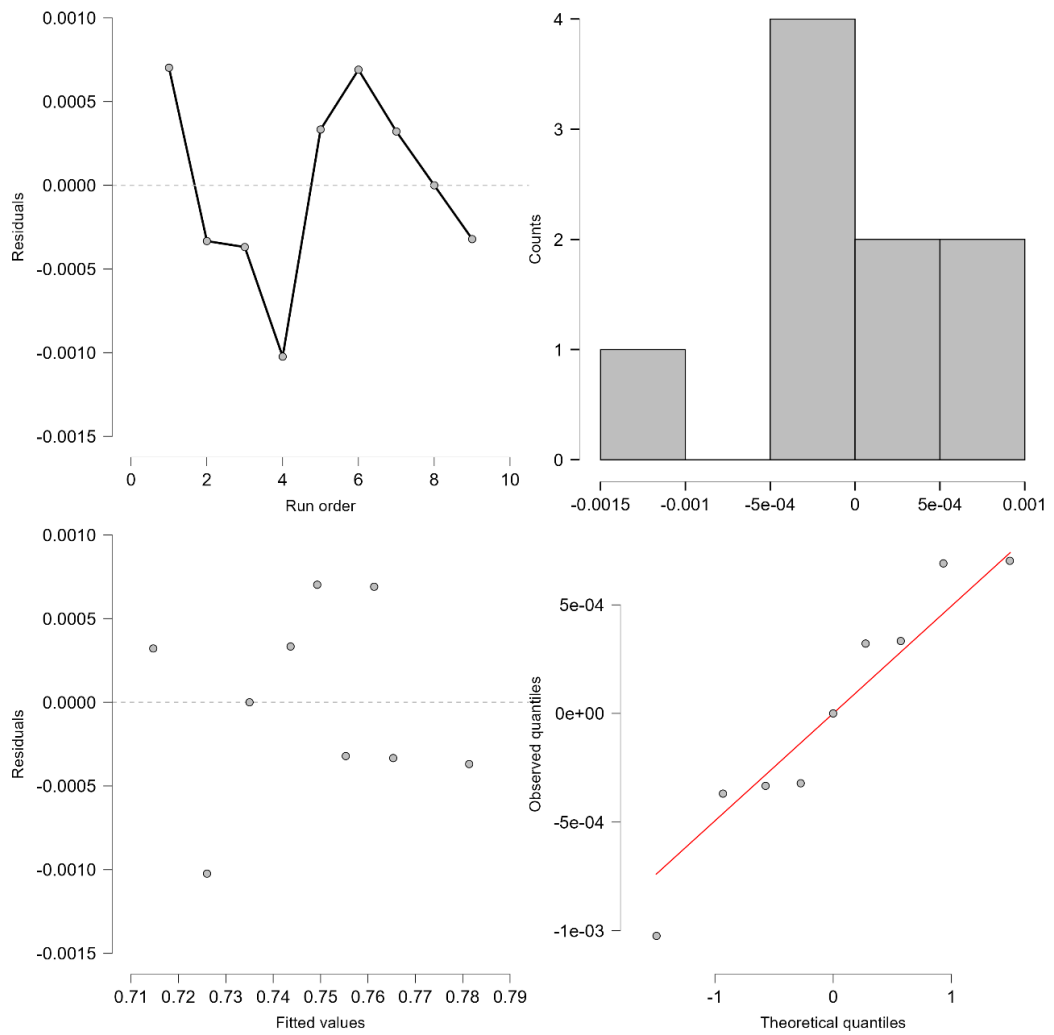 0.0010
0.0005
0.0000
-0.0005
-0.0010
-0.0015
Residuals
0 2 4 6 8 10
Run order
4
3
2
1
0
Counts
-0.0015 -0.001 -5e-04 0 5e-04 0.001
0.0010
0.0005
0.0000
-0.0005
-0.0010
-0.0015
Residuals
0.71 0.72 0.73 0.74 0.75 0.76 0.77 0.78 0.79
Fitted values
5e-04
0e+00
-5e-04
-1e-03
Observed quantiles
-1 0 1
Theoretical quantiles